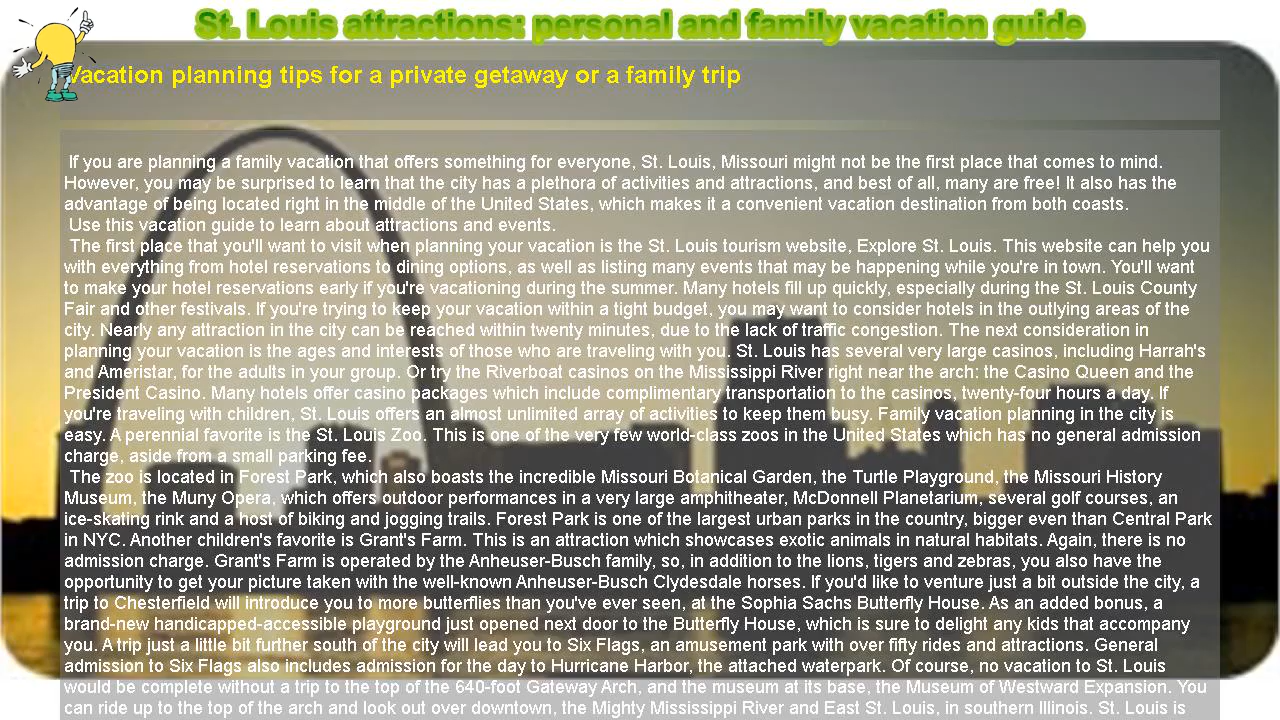 St. Louis attractions: personal and family vacation guide
Vacation planning tips for a private getaway or a family trip
If you are planning a family vacation that offers something for everyone, St. Louis, Missouri might not be the first place that comes to mind.
However, you may be surprised to learn that the city has a plethora of activities and attractions, and best of all, many are free! It also has the
advantage of being located right in the middle of the United States, which makes it a convenient vacation destination from both coasts.
Use this vacation guide to learn about attractions and events.
The first place that you'll want to visit when planning your vacation is the St. Louis tourism website, Explore St. Louis. This website can help you
with everything from hotel reservations to dining options, as well as listing many events that may be happening while you're in town. You'll want
to make your hotel reservations early if you're vacationing during the summer. Many hotels fill up quickly, especially during the St. Louis County
Fair and other festivals. If you're trying to keep your vacation within a tight budget, you may want to consider hotels in the outlying areas of the
city. Nearly any attraction in the city can be reached within twenty minutes, due to the lack of traffic congestion. The next consideration in
planning your vacation is the ages and interests of those who are traveling with you. St. Louis has several very large casinos, including Harrah's
and Ameristar, for the adults in your group. Or try the Riverboat casinos on the Mississippi River right near the arch: the Casino Queen and the
President Casino. Many hotels offer casino packages which include complimentary transportation to the casinos, twenty-four hours a day. If
you're traveling with children, St. Louis offers an almost unlimited array of activities to keep them busy. Family vacation planning in the city is
easy. A perennial favorite is the St. Louis Zoo. This is one of the very few world-class zoos in the United States which has no general admission
charge, aside from a small parking fee.
The zoo is located in Forest Park, which also boasts the incredible Missouri Botanical Garden, the Turtle Playground, the Missouri History
Museum, the Muny Opera, which offers outdoor performances in a very large amphitheater, McDonnell Planetarium, several golf courses, an
ice-skating rink and a host of biking and jogging trails. Forest Park is one of the largest urban parks in the country, bigger even than Central Park
in NYC. Another children's favorite is Grant's Farm. This is an attraction which showcases exotic animals in natural habitats. Again, there is no
admission charge. Grant's Farm is operated by the Anheuser-Busch family, so, in addition to the lions, tigers and zebras, you also have the
opportunity to get your picture taken with the well-known Anheuser-Busch Clydesdale horses. If you'd like to venture just a bit outside the city, a
trip to Chesterfield will introduce you to more butterflies than you've ever seen, at the Sophia Sachs Butterfly House. As an added bonus, a
brand-new handicapped-accessible playground just opened next door to the Butterfly House, which is sure to delight any kids that accompany
you. A trip just a little bit further south of the city will lead you to Six Flags, an amusement park with over fifty rides and attractions. General
admission to Six Flags also includes admission for the day to Hurricane Harbor, the attached waterpark. Of course, no vacation to St. Louis
would be complete without a trip to the top of the 640-foot Gateway Arch, and the museum at its base, the Museum of Westward Expansion. You
can ride up to the top of the arch and look out over downtown, the Mighty Mississippi River and East St. Louis, in southern Illinois. St. Louis is